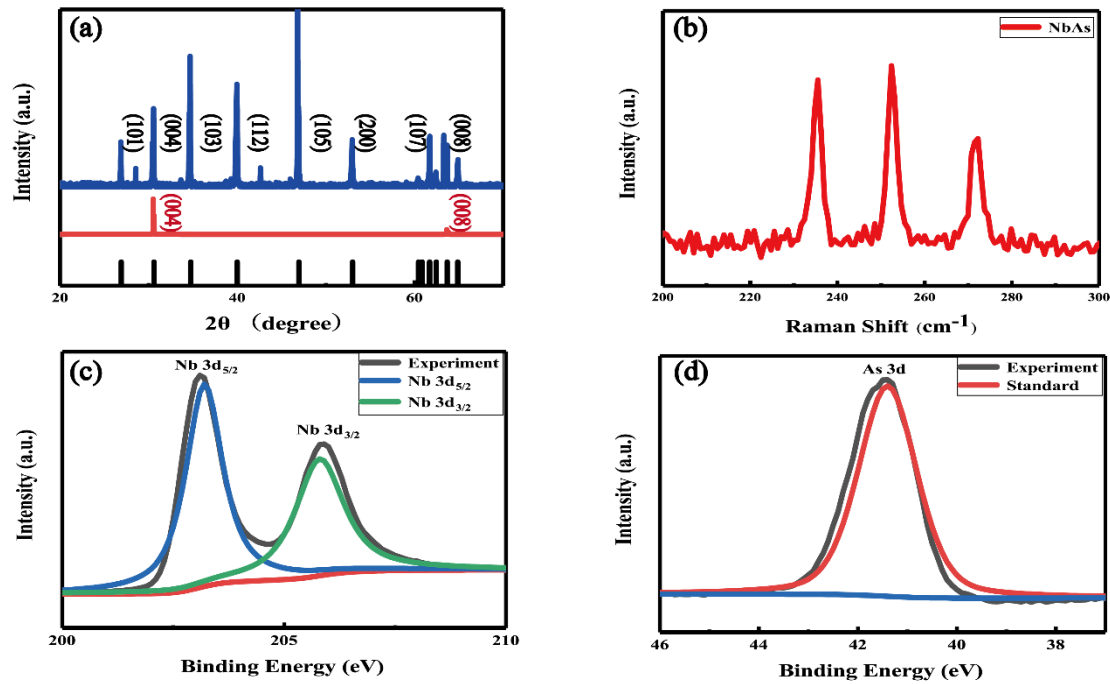 (a)
Intensity (a.u.)
(101)
(004)
(103)
(112)
(105)
(200)
(107)
(008)
(004)
(008)
20
40
60
2θ （degree）
(b)
NbAs
Intensity (a.u.)
200
220
240
260
280
300
Raman Shift (cm-1)
(c)
Nb 3d5/2
Nb 3d3/2
Experiment
Nb 3d5/2
Nb 3d3/2
Intensity (a.u.)
200
205
210
Binding Energy (eV)
(d)
As 3d
Experiment
Standard
Intensity (a.u.)
46
44
42
40
38
Binding Energy (eV)